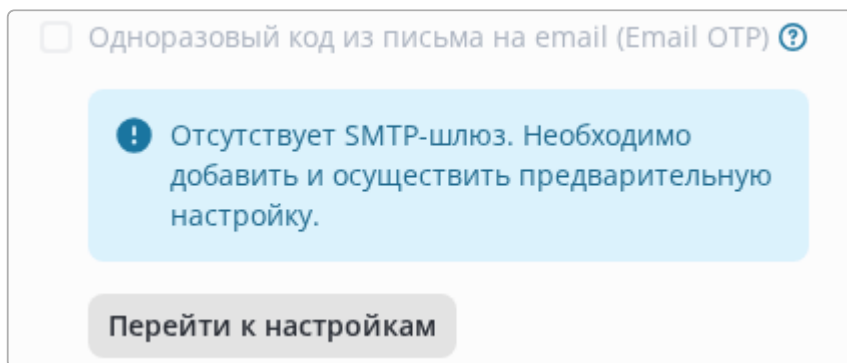 Одноразовый код из письма на email (Email OTP)
Отсутствует SMTP-шлюз. Необходимо
добавить и осуществить предварительную
настройку.
Перейти к настройкам